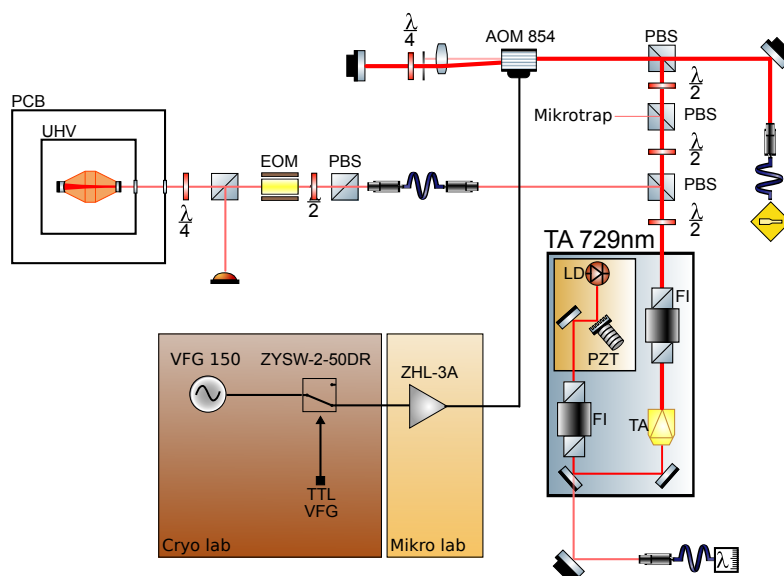 λ
4
AOM 854
PBS
λ
2
PCB
Mikrotrap
PBS
UHV
λ
2
EOM
PBS
PBS
λ
4
2
λ
2
TA 729nm
LD
FI
PZT
VFG 150
ZYSW-2-50DR
ZHL-3A
FI
TA
TTL
VFG
Cryo lab
Mikro lab
λ